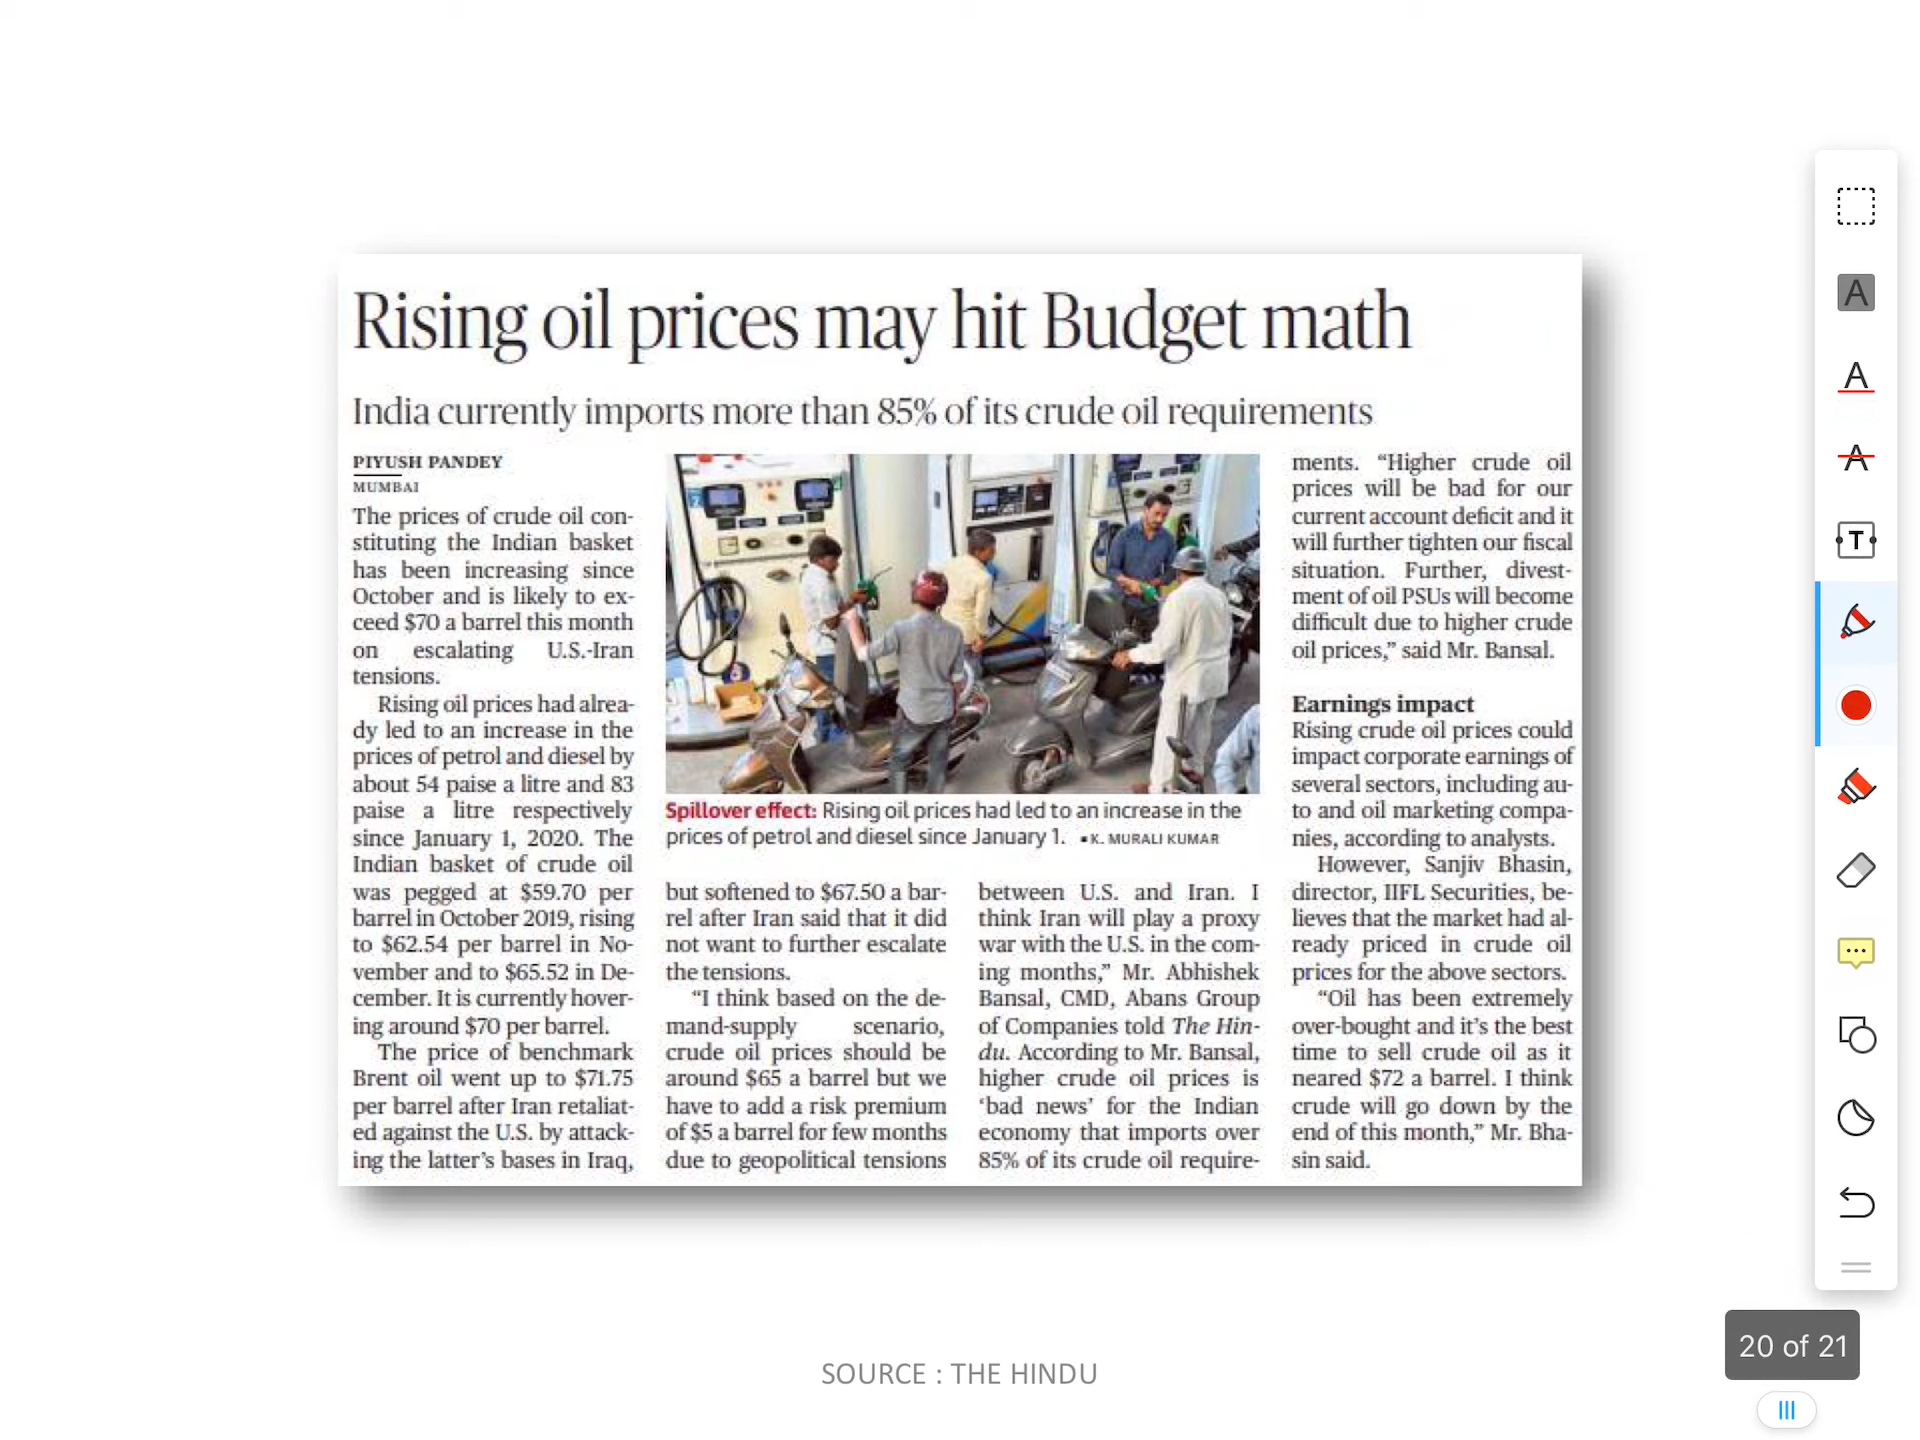 Rising oil prices may hit Budget math
India currently imports more than 85% of its crude oil requirements
PIYUSH PANDEY
MUMBAI
The prices of crude oil con-
stituting the Indian basket
has been increasing since
October and is likely to ex-
ceed $70 a barrel this month
on escalating U.S.-Iran
tensions.
Rising oil prices had alrea-
dy led to an increase in the
prices of petrol and diesel by
about 54 paise a litre and 83
paise a litre respectively
since January 1, 2020. The
Indian basket of crude oil
was pegged at $59.70 per
barrel in October 2019, rising
to $62.54 per barrel in No-
vember and to $65.52 in De-
cember. It is currently hover-
ing around $70 per barrel.
The price of benchmark
Brent oil went up to $71.75
per barrel after Iran retaliat-
ed against the U.S. by attack-
ing the latter's bases in Iraq,
Spillover effect: Rising oil prices had led to an increase in the
prices of petrol and diesel since January 1. ▪ K. MURALI KUMAR
but softened to $67.50 a bar-
rel after Iran said that it did
not want to further escalate
the tensions.
“I think based on the de-
mand-supply scenario,
crude oil prices should be
around $65 a barrel but we
have to add a risk premium
of $5 a barrel for few months
due to geopolitical tensions
between U.S. and Iran. I
think Iran will play a proxy
war with the U.S. in the com-
ing months,” Mr. Abhishek
Bansal, CMD, Abans Group
of Companies told The Hin-
du. According to Mr. Bansal,
higher crude oil prices is
‘bad news’ for the Indian
economy that imports over
85% of its crude oil require-
ments. “Higher crude oil
prices will be bad for our
current account deficit and it
will further tighten our fiscal
situation. Further, divest-
ment of oil PSUs will become
difficult due to higher crude
oil prices,” said Mr. Bansal.
Earnings impact
Rising crude oil prices could
impact corporate earnings of
several sectors, including au-
to and oil marketing compa-
nies, according to analysts.
However, Sanjiv Bhasin,
director, IIFL Securities, be-
lieves that the market had al-
ready priced in crude oil
prices for the above sectors.
“Oil has been extremely
over-bought and it's the best
time to sell crude oil as it
neared $72 a barrel. I think
crude will go down by the
end of this month,” Mr. Bha-
sin said.
SOURCE : THE HINDU
A
A
A
T
20 of 21